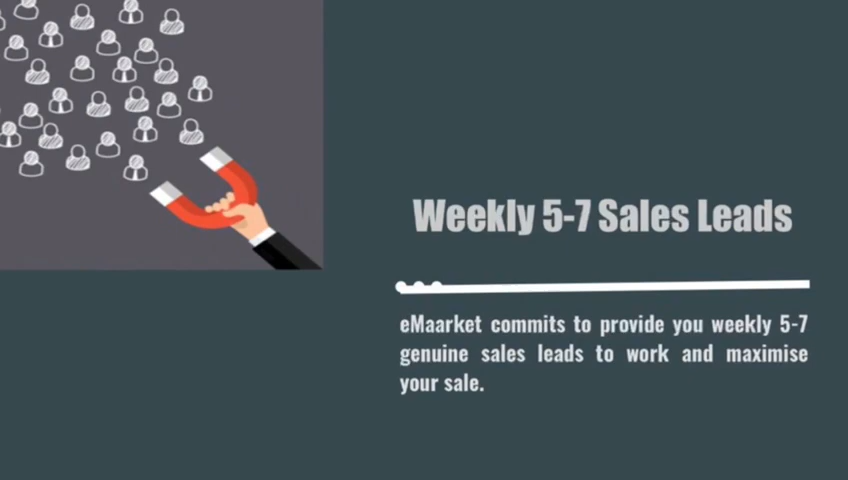 Weekly 5-7 Sales Leads
eMaarket commits to provide you weekly 5-7
genuine sales leads to work and maximise
your sale.